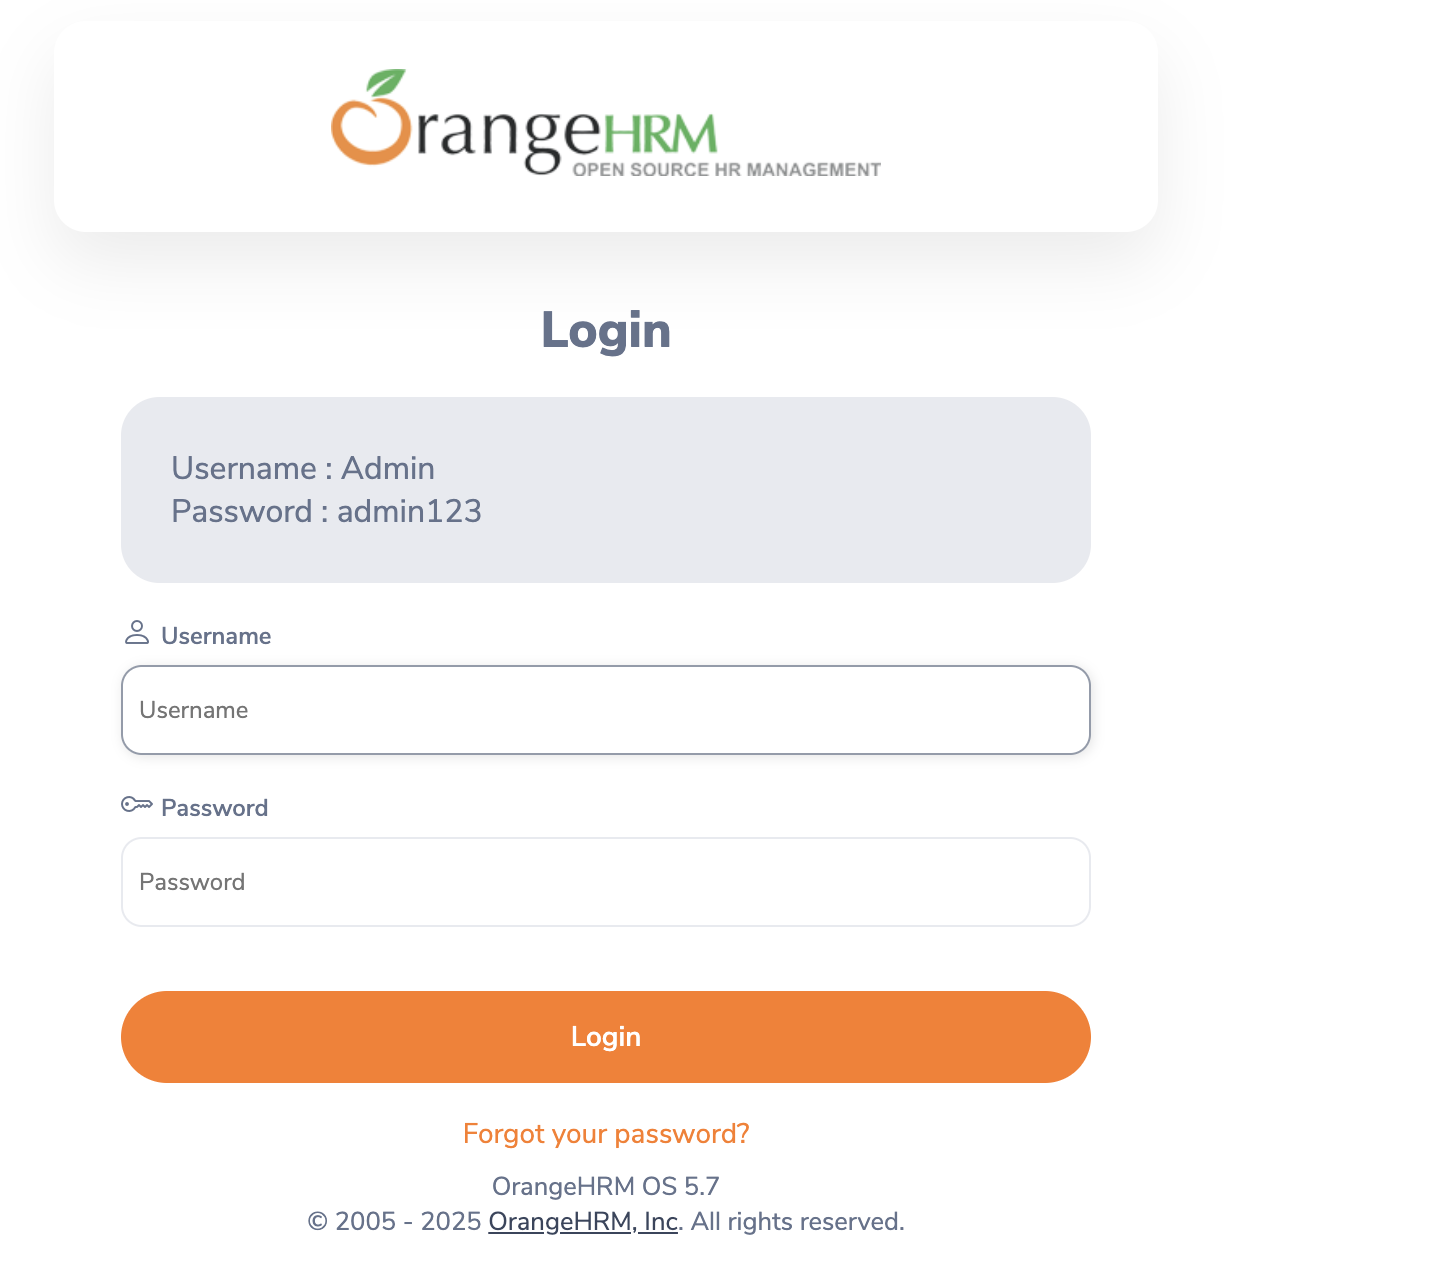 OrangeHRM
OPEN SOURCE HR MANAGEMENT
Login
Username : Admin
Password : admin123
Username
Username
Password
Password
Login
Forgot your password?
OrangeHRM OS 5.7
© 2005 - 2025 OrangeHRM, Inc. All rights reserved.